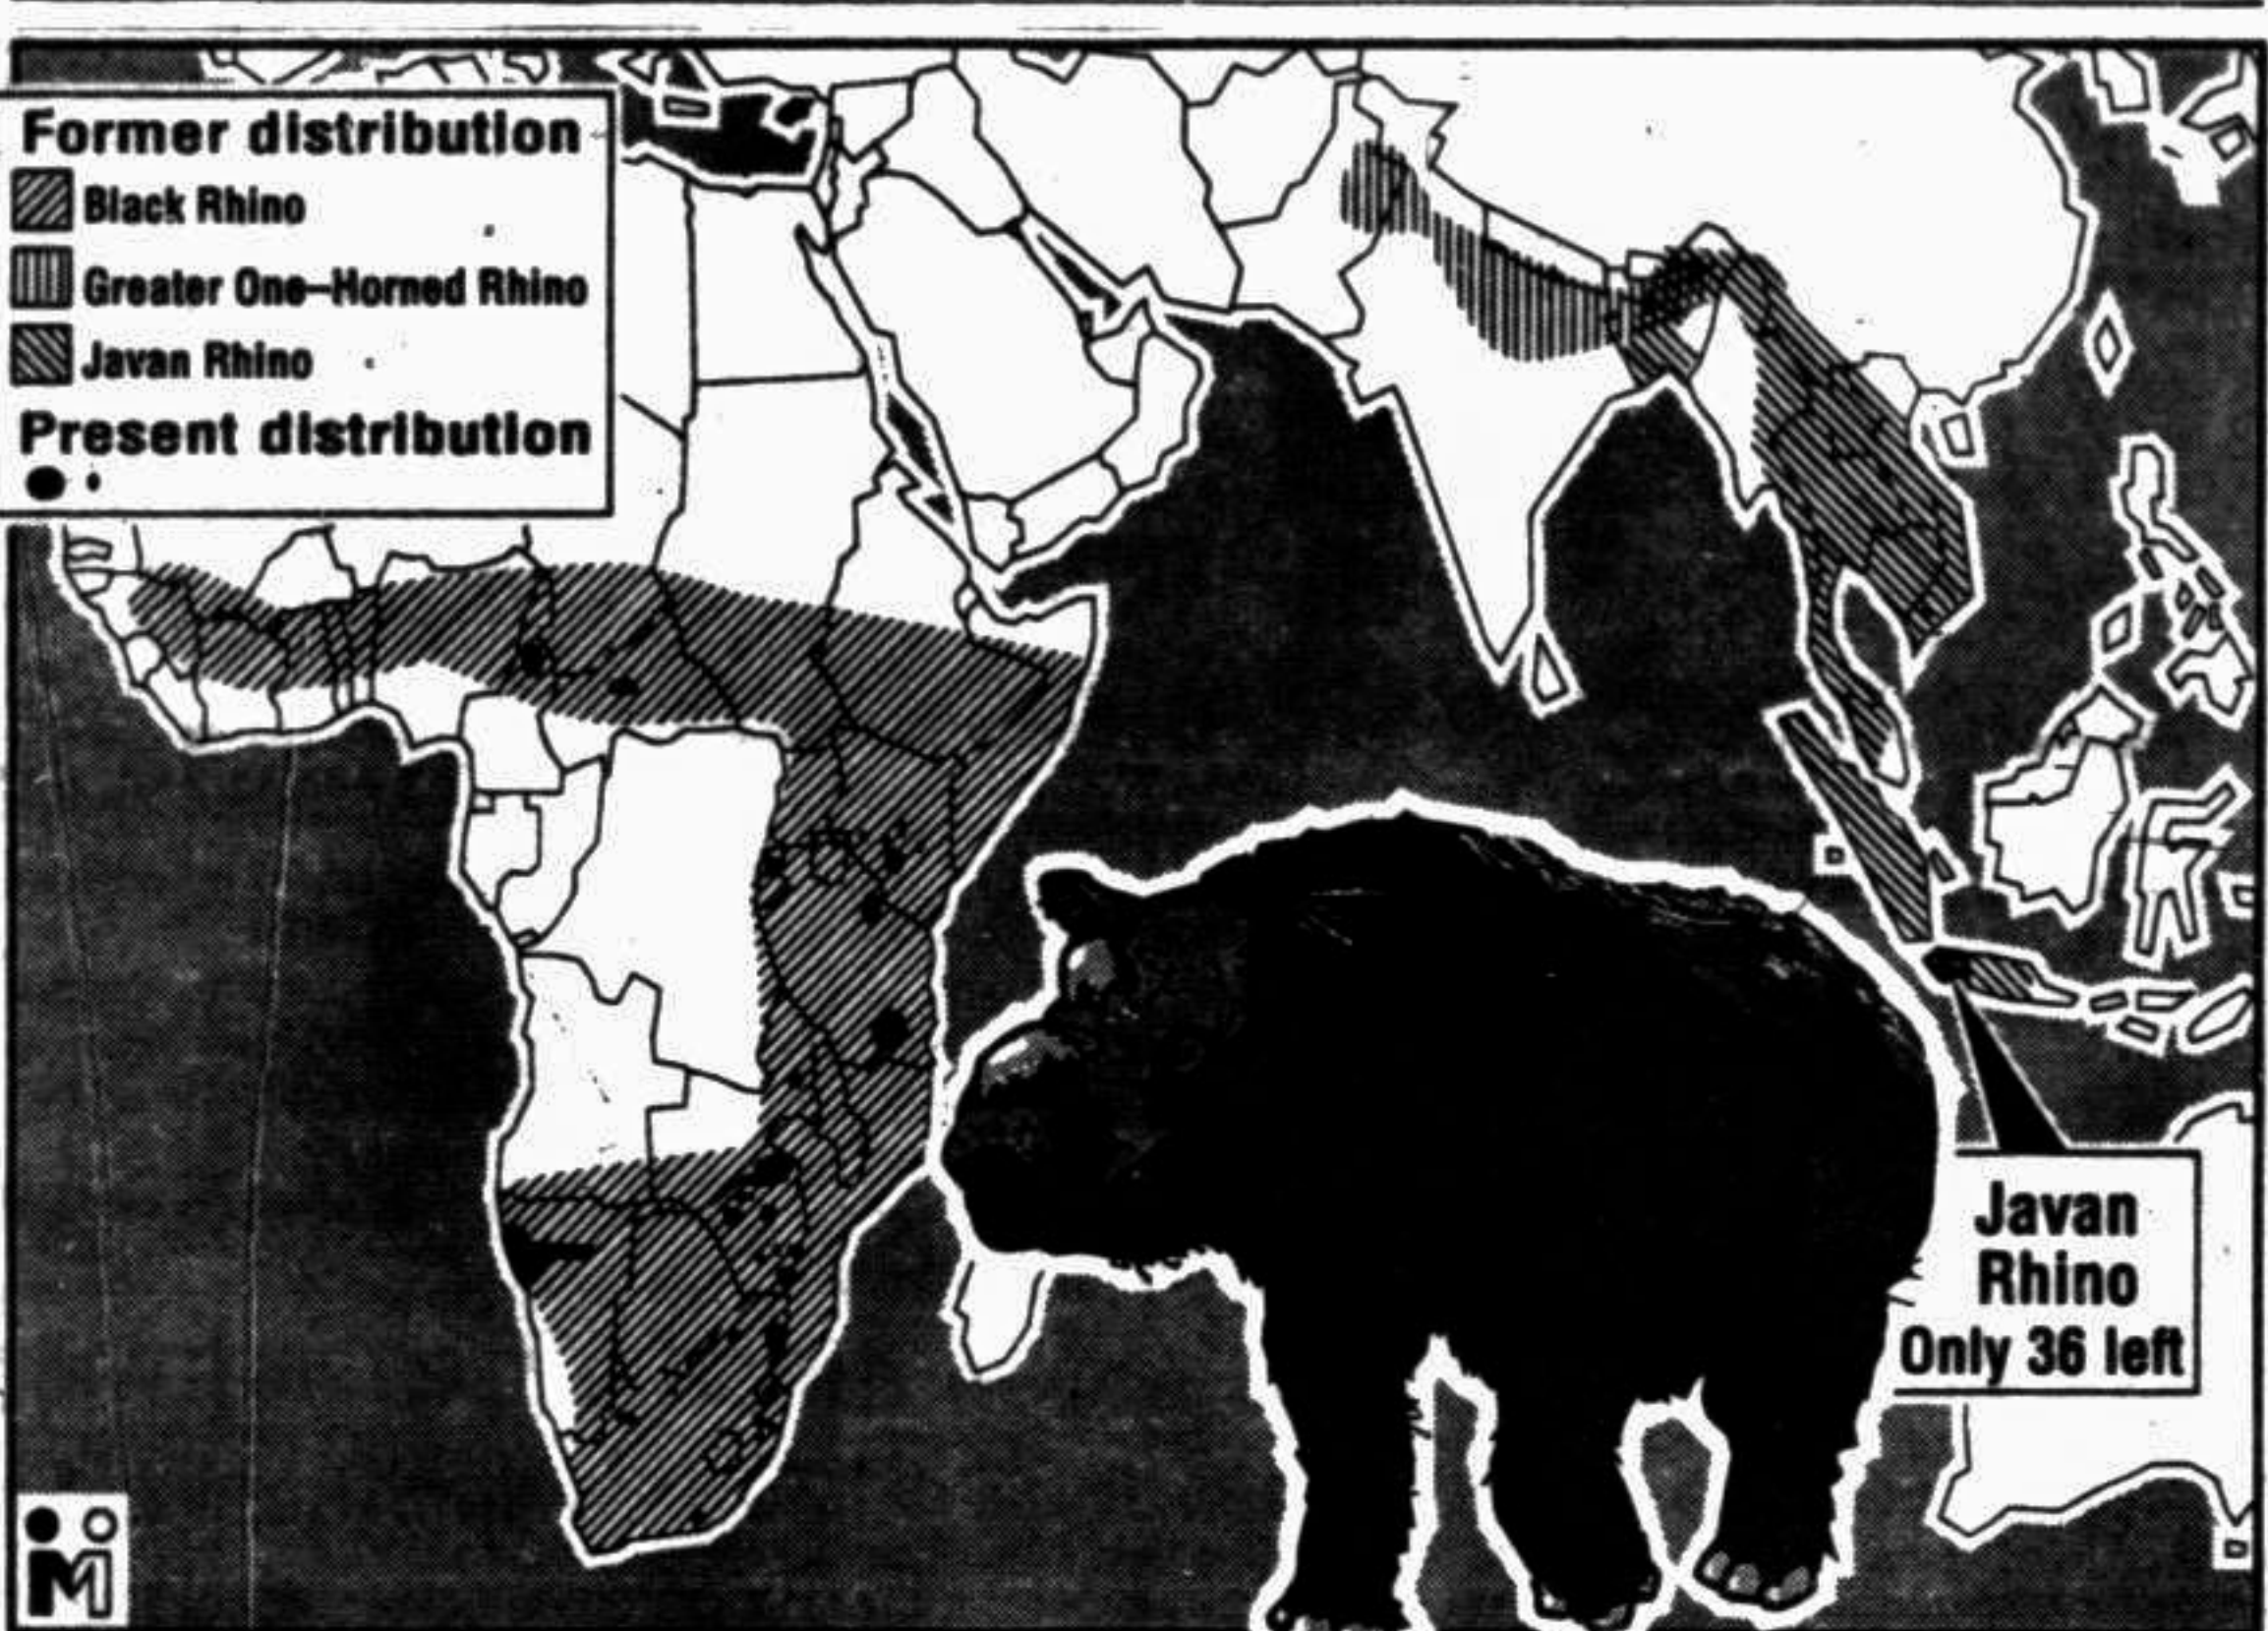 Former distribution
Black Rhino
Greater One-Horned Rhino
Javan Rhino
Present distribution
Javan
Rhino
Only 36 left
M